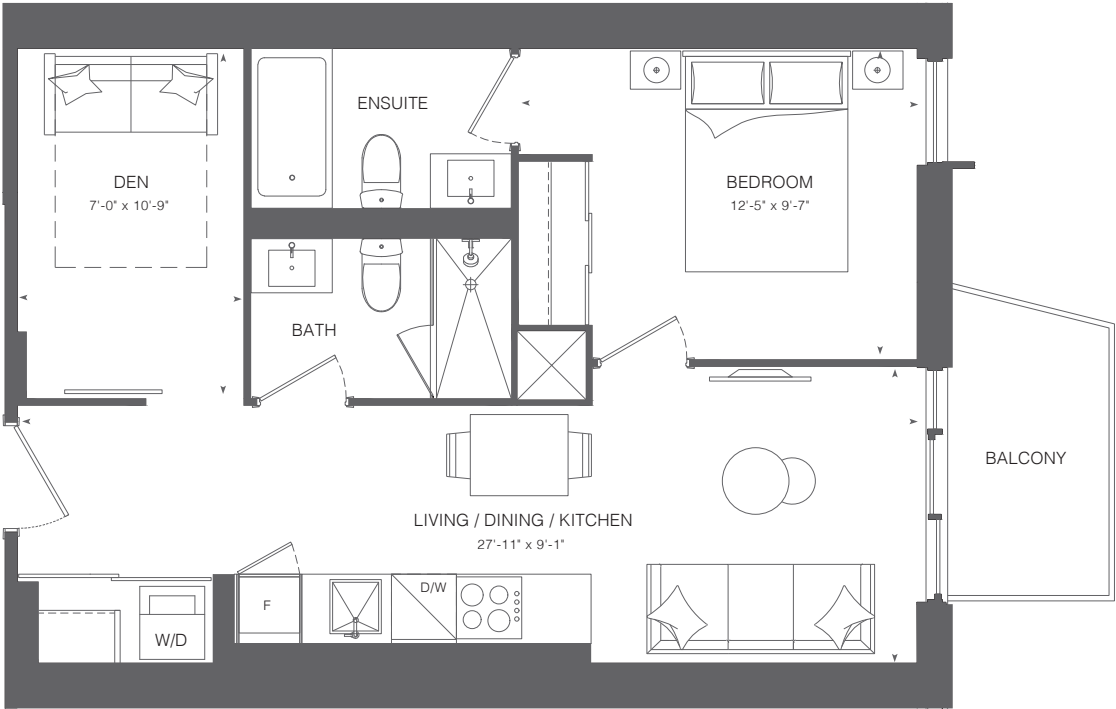 ENSUITE
DEN
7'-0" x 10'-9"
BEDROOM
12'-5" x 9'-7"
BATH
BALCONY
LIVING / DINING / KITCHEN
27'-11" x 9'-1"
D/W
F
W/D